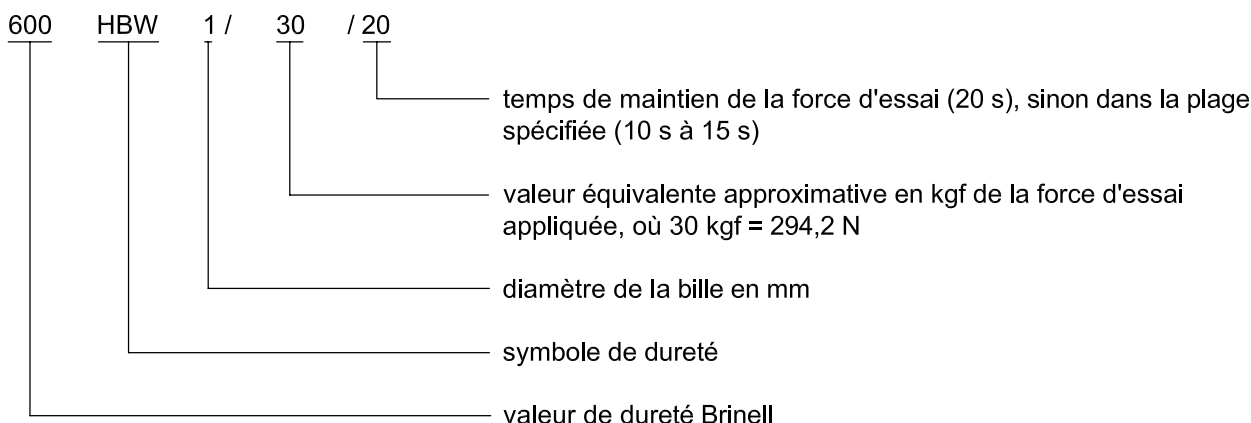 600 HBW 1 / 30 / 20
temps de maintien de la force d'essai (20 s), sinon dans la plage
spécifiée (10 s à 15 s)
valeur équivalente approximative en kgf de la force d'essai
appliquée, où 30 kgf = 294,2 N
diamètre de la bille en mm
symbole de dureté
valeur de dureté Brinell